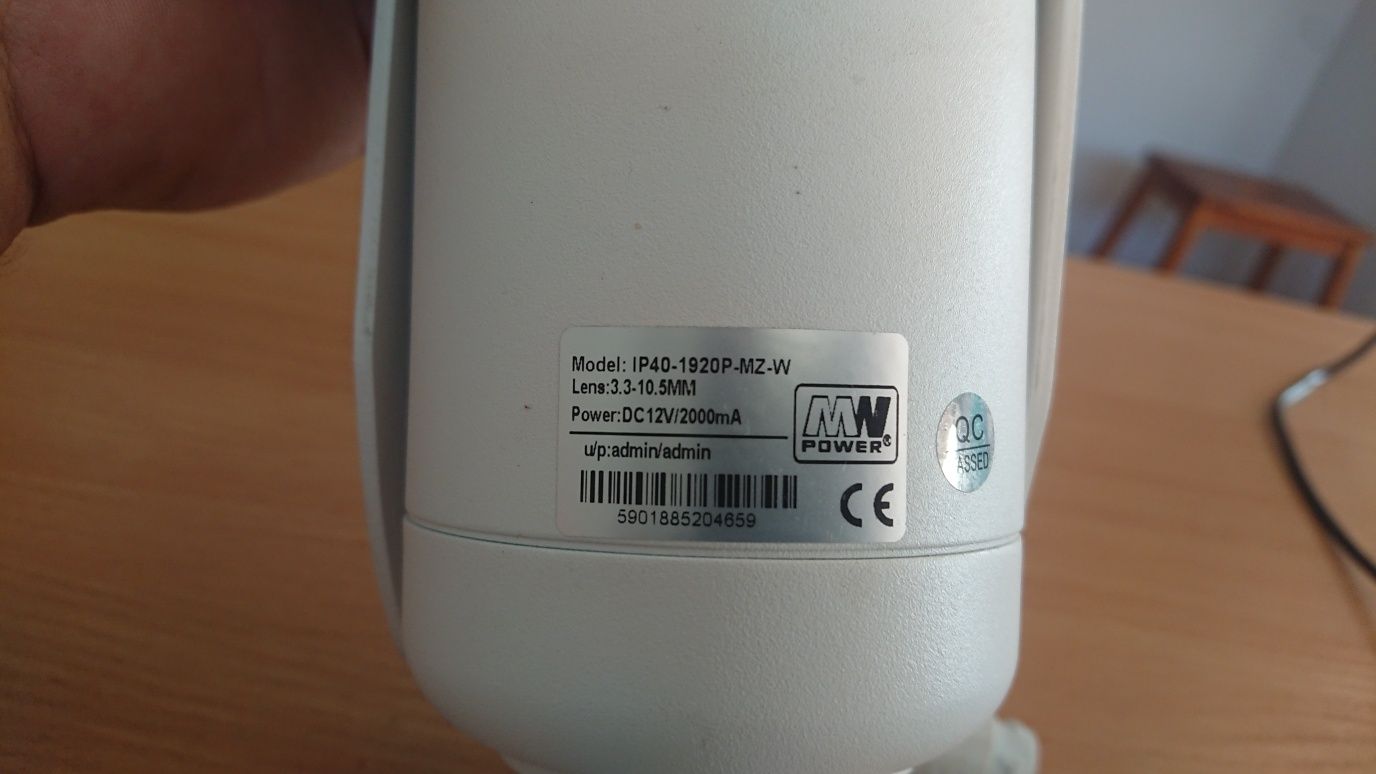 Model: IP40-1920P-MZ-W
Lens:3.3-10.5MM
Power:DC12V/2000mA
MW
POWER®
u/p:admin/admin
5901885204659
CE
QC
ASSED